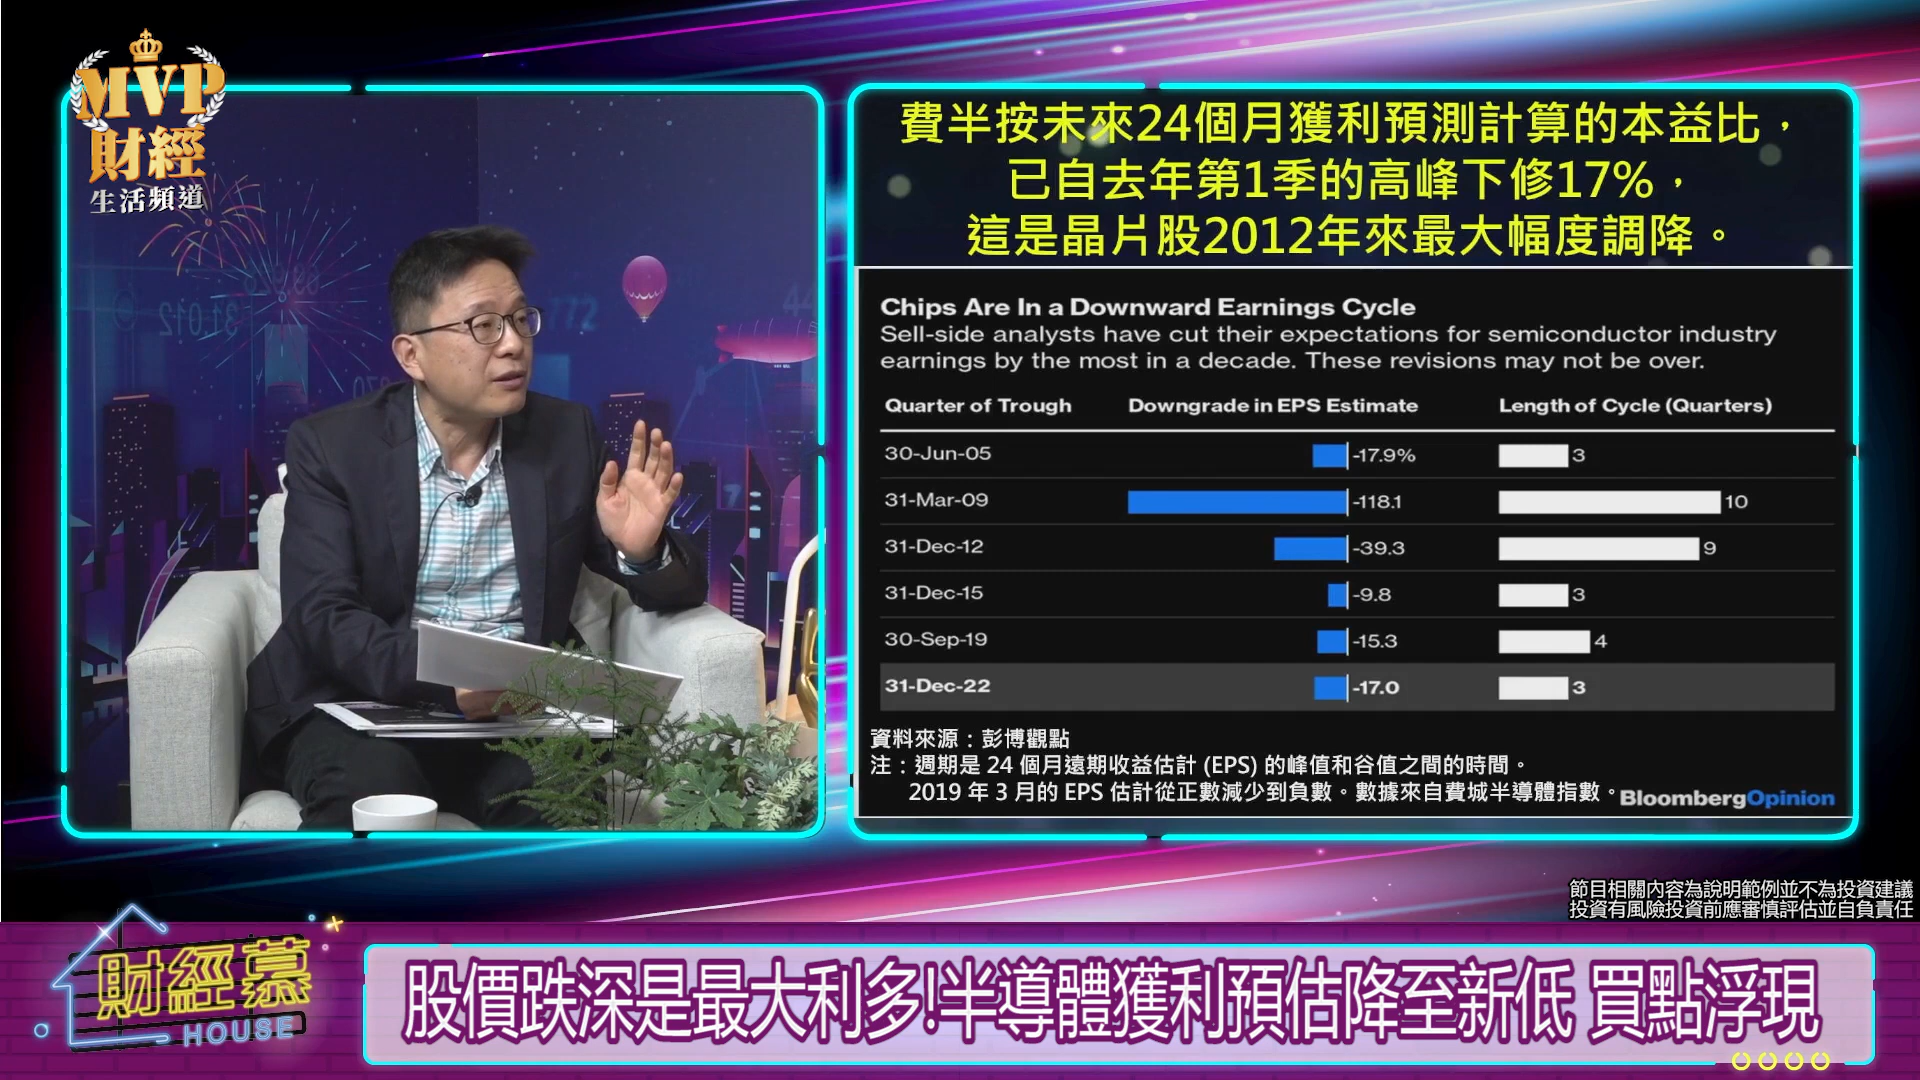 MVP
財經
生活頻道
費半按未來24個月獲利預測計算的本益比，
已自去年第1季的高峰下修17%，
這是晶片股2012年來最大幅度調降。
Chips Are In a Downward Earnings Cycle
Sell-side analysts have cut their expectations for semiconductor industry
earnings by the most in a decade. These revisions may not be over.
Quarter of Trough Downgrade in EPS Estimate Length of Cycle (Quarters)
30-Jun-05 -17.9% 3
31-Mar-09 -118.1 10
31-Dec-12 -39.3 9
31-Dec-15 -9.8 3
30-Sep-19 -15.3 4
31-Dec-22 -17.0 3
資料來源：彭博觀點
注：週期是 24 個月遠期收益估計 (EPS) 的峰值和谷值之間的時間。
2019 年 3 月的 EPS 估計從正數減少到負數。數據來自費城半導體指數。
BloombergOpinion
節目相關內容為說明範例並不為投資建議
投資有風險投資前應審慎評估並自負責任
財經慕
HOUSE
股價跌深是最大利多!半導體獲利預估降至新低 買點浮現